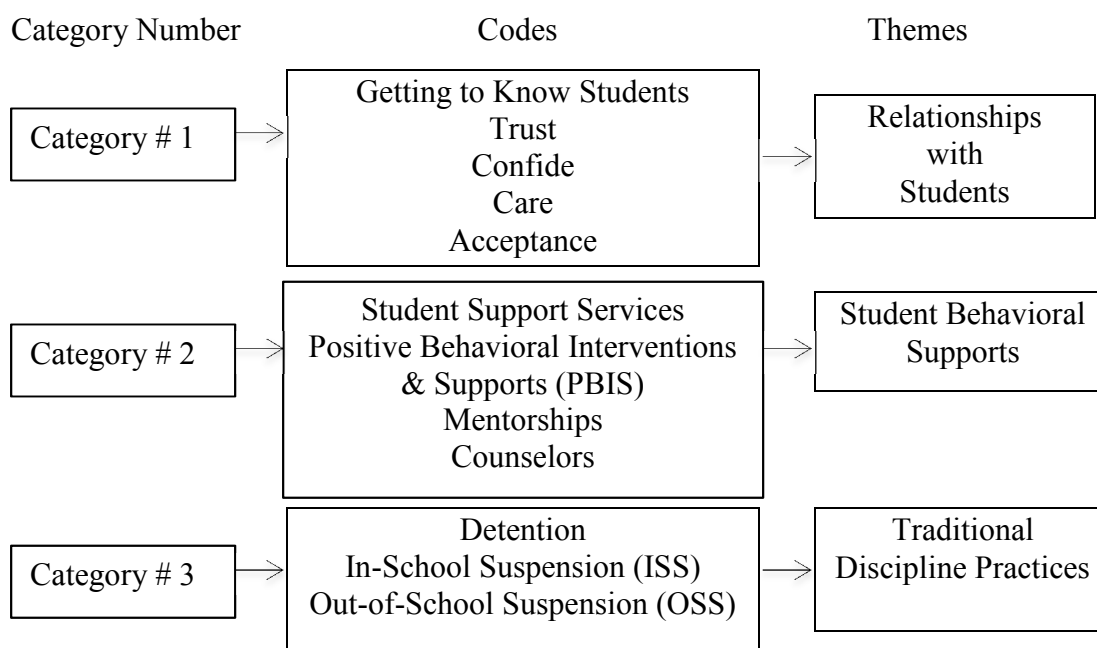 Category Number
Codes
Themes
Category # 1
Getting to Know Students
Trust
Confide
Care
Acceptance
Relationships
with
Students
Category # 2
Student Support Services
Positive Behavioral Interventions
& Supports (PBIS)
Mentorships
Counselors
Student Behavioral
Supports
Category # 3
Detention
In-School Suspension (ISS)
Out-of-School Suspension (OSS)
Traditional
Discipline Practices